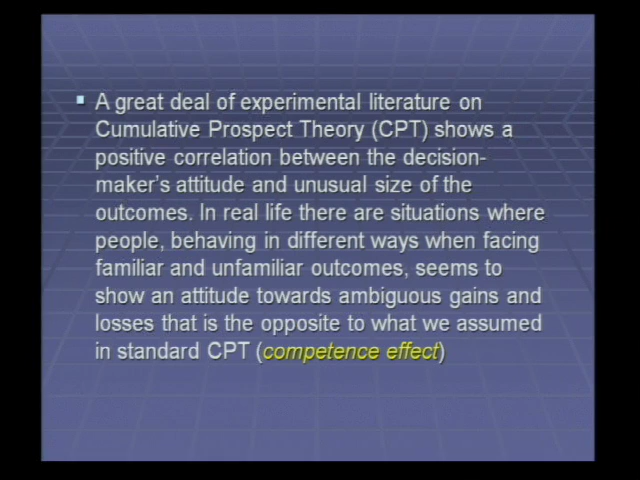 A great deal of experimental literature on
Cumulative Prospect Theory (CPT) shows a
positive correlation between the decision-
maker's attitude and unusual size of the
outcomes. In real life there are situations where
people, behaving in different ways when facing
familiar and unfamiliar outcomes, seems to
show an attitude towards ambiguous gains and
losses that is the opposite to what we assumed
in standard CPT (competence effect)